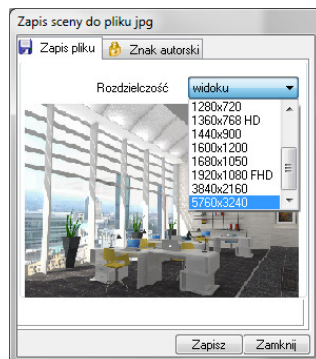 Zapis sceny do pliku jpg
Zapis pliku
Znak autorski
Rozdzielczość
widoku
1280x720
1360x768 HD
1440x900
1600x1200
1680x1050
1920x1080 FHD
3840x2160
5760x3240
Zapisz
Zamknij